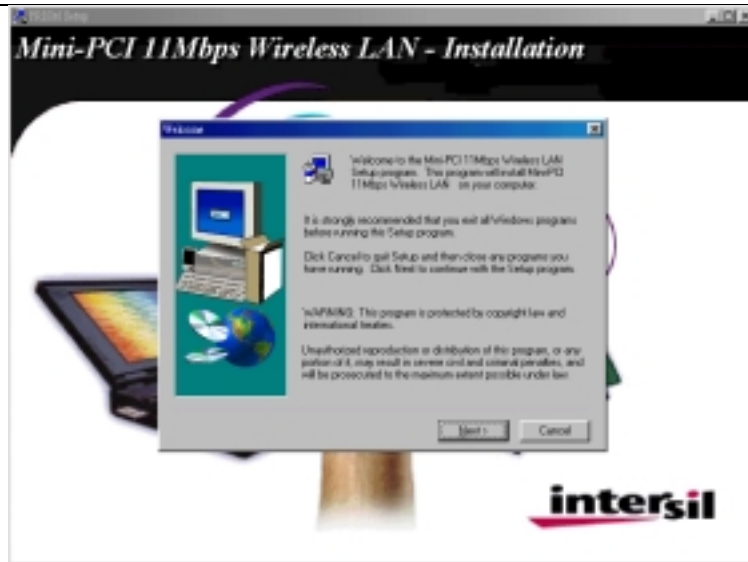 Setup
Mini-PCI 11Mbps Wireless LAN - Installation
Welcome
Welcome to the Mini-PCI 11Mbps Wireless LAN
Setup program. This program will install Mini-PCI
11Mbps Wireless LAN on your computer.
It is strongly recommended that you exit all Windows programs
before running this Setup program.
Click Cancel to quit Setup and then close any programs you
have running. Click Next to continue with the Setup program.
WARNING: This program is protected by copyright law and
international treaties.
Unauthorized reproduction or distribution of this program, or any
portion of it, may result in severe civil and criminal penalties, and
will be prosecuted to the maximum extent possible under law.
Next >
Cancel
intersil